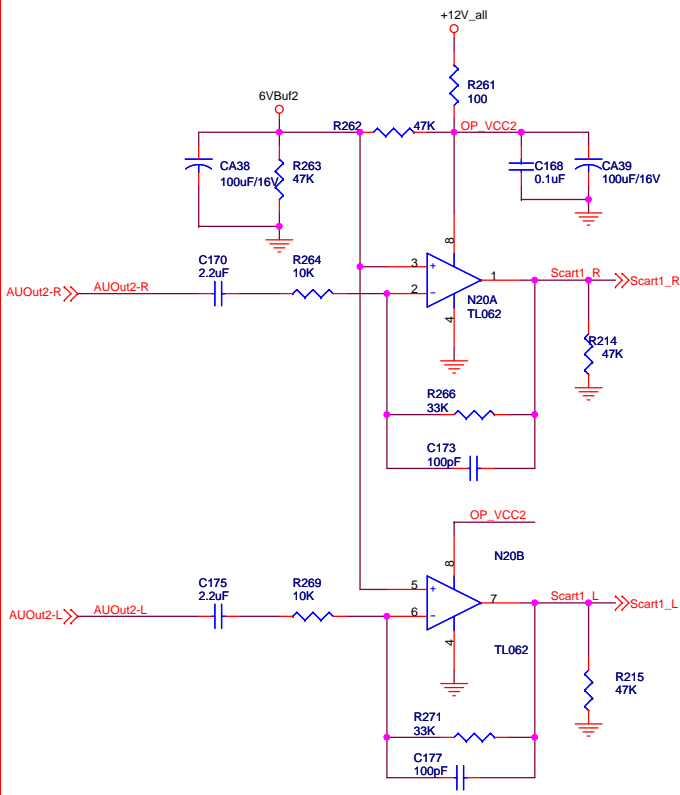 +12V_all
R261
100
6VBuf2
R262
47K
OP_VCC2
CA38
100uF/16V
R263
47K
C168
0.1uF
CA39
100uF/16V
8
C170
2.2uF
R264
10K
3
+
1
Scart1_R
Scart1_R
AUOut2-R
AUOut2-R
2
-
N20A
TL062
4
R214
47K
R266
33K
C173
100pF
OP_VCC2
8
N20B
C175
2.2uF
R269
10K
5
+
7
Scart1_L
Scart1_L
AUOut2-L
AUOut2-L
6
-
4
TL062
R215
47K
R271
33K
C177
100pF